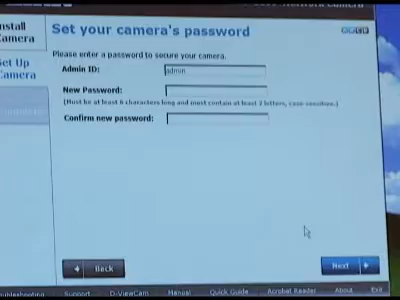 Install
Camera
Set your camera's password
Please enter a password to secure your camera.
Set Up
Camera
Admin ID:
admin
New Password:
(Must be at least 6 characters long and must contain at least 2 letters, case-sensitive.)
Confirm new password:
Back
Next
Troubleshooting
Support
D-ViewCam
Manual
Quick Guide
Acrobat Reader
About
Exit